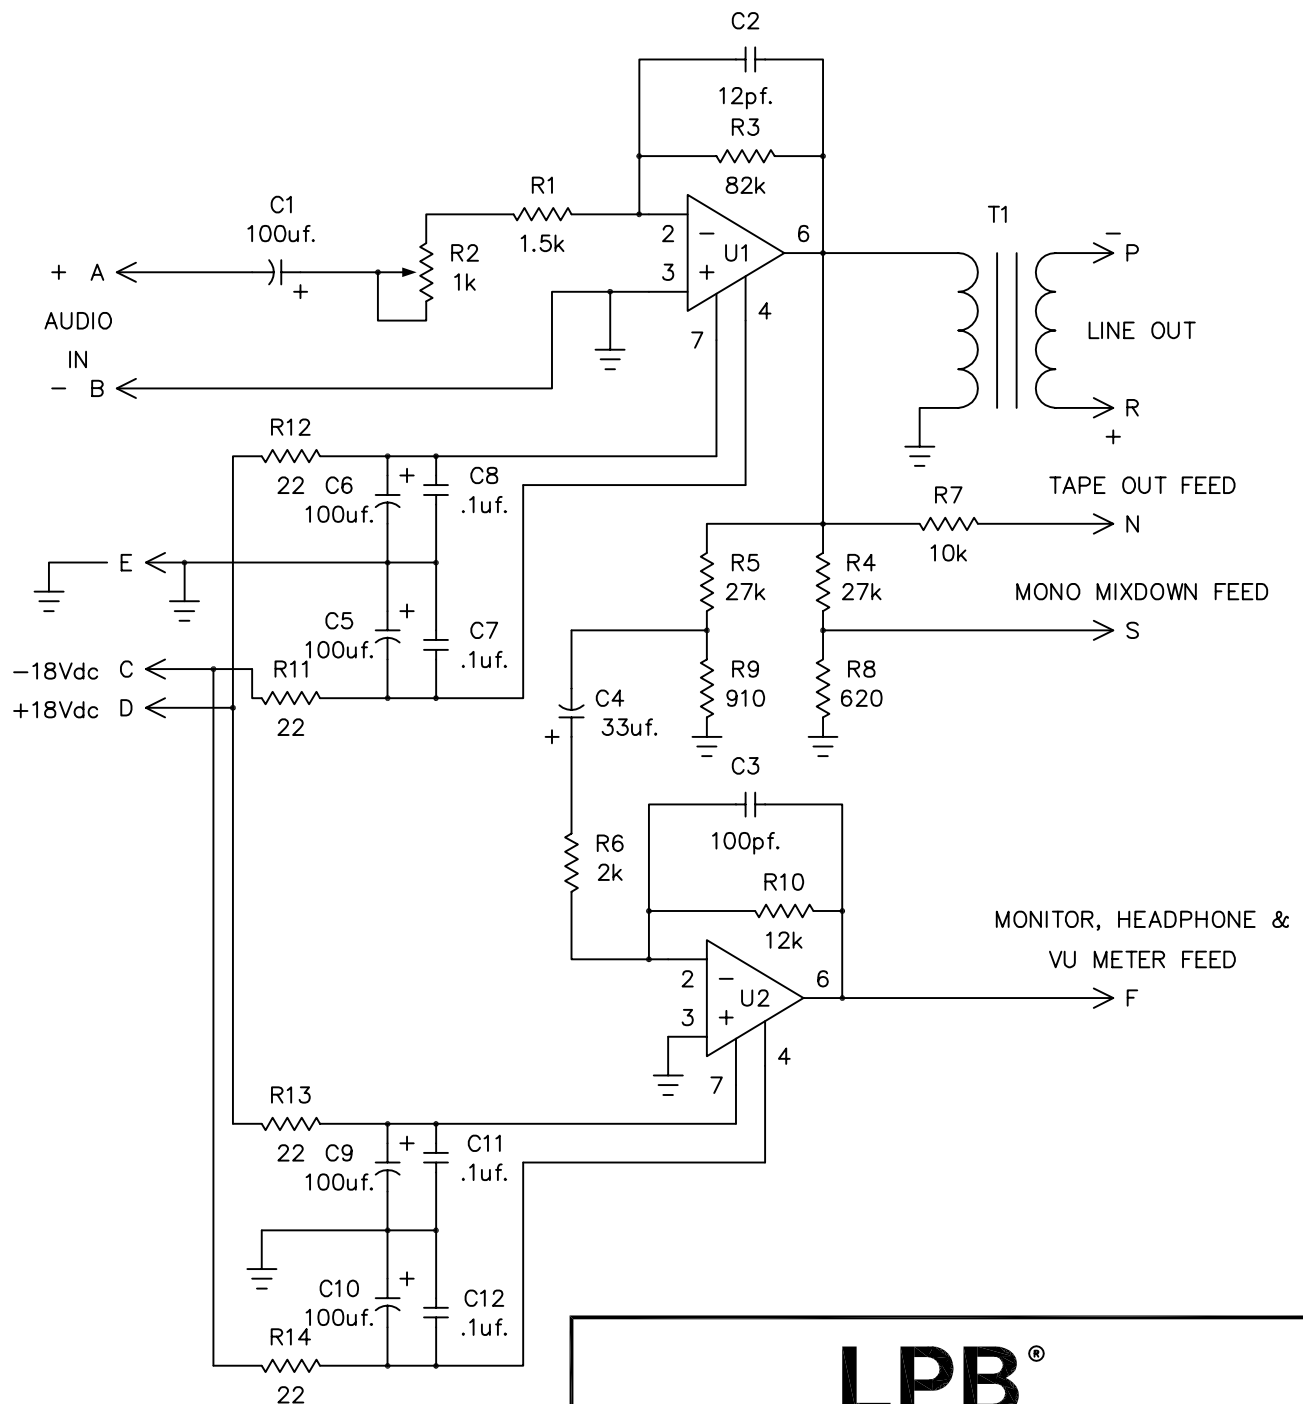 C2
12pf.
R3
82k
C1
100uf.
R1
1.5k
R2
1k
+ A
AUDIO
IN
- B
+
2
3
-
+
U1
6
7
4
T1
-
P
LINE OUT
R
+
R12
22
C6
100uf.
+
C8
.1uf.
E
C5
100uf.
+
C7
.1uf.
-18Vdc C
+18Vdc D
R11
22
R7
10k
TAPE OUT FEED
N
R5
27k
R4
27k
MONO MIXDOWN FEED
S
R9
910
R8
620
C4
33uf.
+
C3
100pf.
R6
2k
R10
12k
MONITOR, HEADPHONE &
VU METER FEED
F
2
3
-
+
U2
6
7
4
R13
22
C9
100uf.
+
C11
.1uf.
C10
100uf.
+
C12
.1uf.
R14
22
LPB®